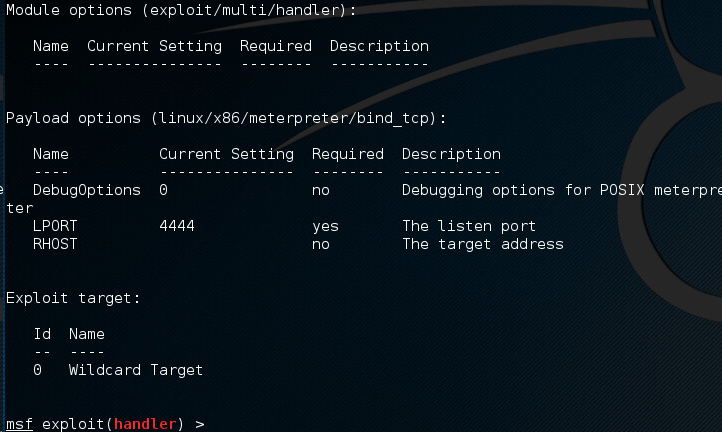 Module options (exploit/multi/handler):
Name  Current Setting  Required  Description
----  ---------------  --------  -----------
Payload options (linux/x86/meterpreter/bind_tcp):
Name          Current Setting  Required  Description
----          ---------------  --------  -----------
DebugOptions  0                no        Debugging options for POSIX meterpre
ter
LPORT         4444             yes       The listen port
RHOST                          no        The target address
Exploit target:
Id  Name
--  ----
0   Wildcard Target
msf exploit(handler) >